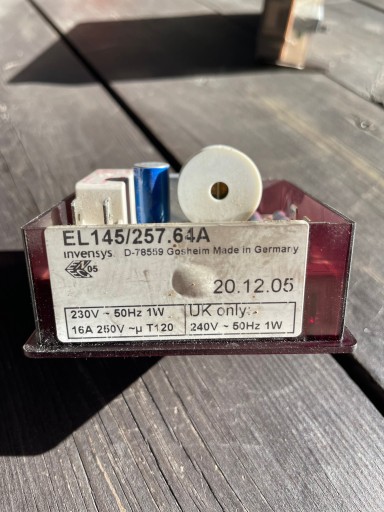 EL145/257.64A
invensys D-78559 Gosheim Made in Germany
05
20.12.05
230V ~ 50Hz 1W
16A 250V ~µ T120
UK only:
240V ~ 50Hz 1W